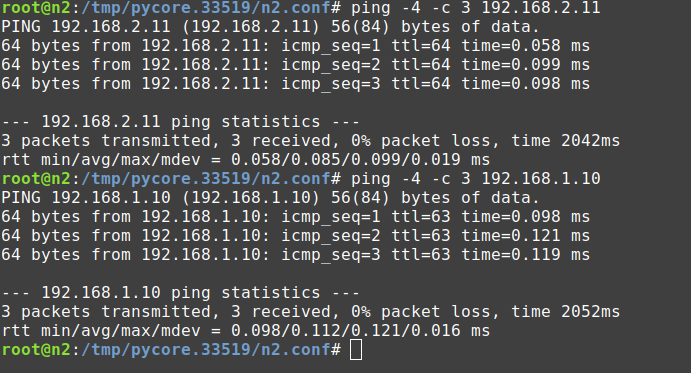 root@n2:/tmp/pycore.33519/n2.conf# ping -4 -c 3 192.168.2.11
PING 192.168.2.11 (192.168.2.11) 56(84) bytes of data.
64 bytes from 192.168.2.11: icmp_seq=1 ttl=64 time=0.058 ms
64 bytes from 192.168.2.11: icmp_seq=2 ttl=64 time=0.099 ms
64 bytes from 192.168.2.11: icmp_seq=3 ttl=64 time=0.098 ms

--- 192.168.2.11 ping statistics ---
3 packets transmitted, 3 received, 0% packet loss, time 2042ms
rtt min/avg/max/mdev = 0.058/0.085/0.099/0.019 ms
root@n2:/tmp/pycore.33519/n2.conf# ping -4 -c 3 192.168.1.10
PING 192.168.1.10 (192.168.1.10) 56(84) bytes of data.
64 bytes from 192.168.1.10: icmp_seq=1 ttl=63 time=0.098 ms
64 bytes from 192.168.1.10: icmp_seq=2 ttl=63 time=0.121 ms
64 bytes from 192.168.1.10: icmp_seq=3 ttl=63 time=0.119 ms

--- 192.168.1.10 ping statistics ---
3 packets transmitted, 3 received, 0% packet loss, time 2052ms
rtt min/avg/max/mdev = 0.098/0.112/0.121/0.016 ms
root@n2:/tmp/pycore.33519/n2.conf#